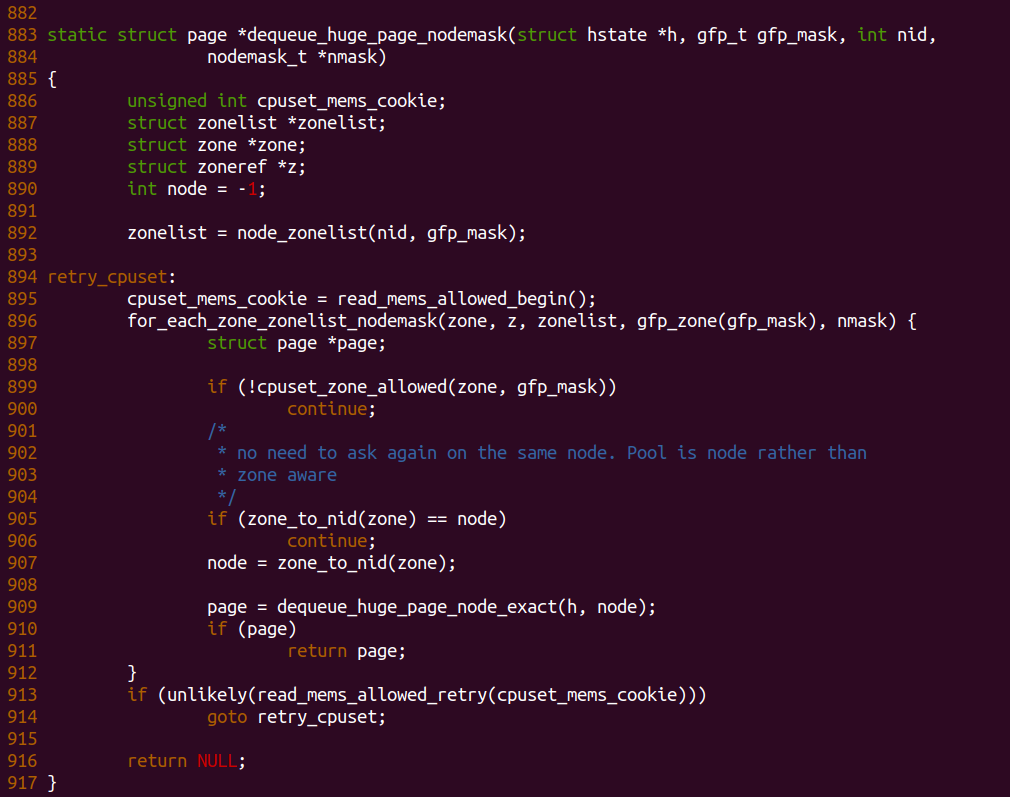 882
883 static struct page *dequeue_huge_page_nodemask(struct hstate *h, gfp_t gfp_mask, int nid,
884                 nodemask_t *nmask)
885 {
886         unsigned int cpuset_mems_cookie;
887         struct zonelist *zonelist;
888         struct zone *zone;
889         struct zoneref *z;
890         int node = -1;
891
892         zonelist = node_zonelist(nid, gfp_mask);
893
894 retry_cpuset:
895         cpuset_mems_cookie = read_mems_allowed_begin();
896         for_each_zone_zonelist_nodemask(zone, z, zonelist, gfp_zone(gfp_mask), nmask) {
897                 struct page *page;
898
899                 if (!cpuset_zone_allowed(zone, gfp_mask))
900                         continue;
901                 /*
902                  * no need to ask again on the same node. Pool is node rather than
903                  * zone aware
904                  */
905                 if (zone_to_nid(zone) == node)
906                         continue;
907                 node = zone_to_nid(zone);
908
909                 page = dequeue_huge_page_node_exact(h, node);
910                 if (page)
911                         return page;
912         }
913         if (unlikely(read_mems_allowed_retry(cpuset_mems_cookie)))
914                 goto retry_cpuset;
915
916         return NULL;
917 }